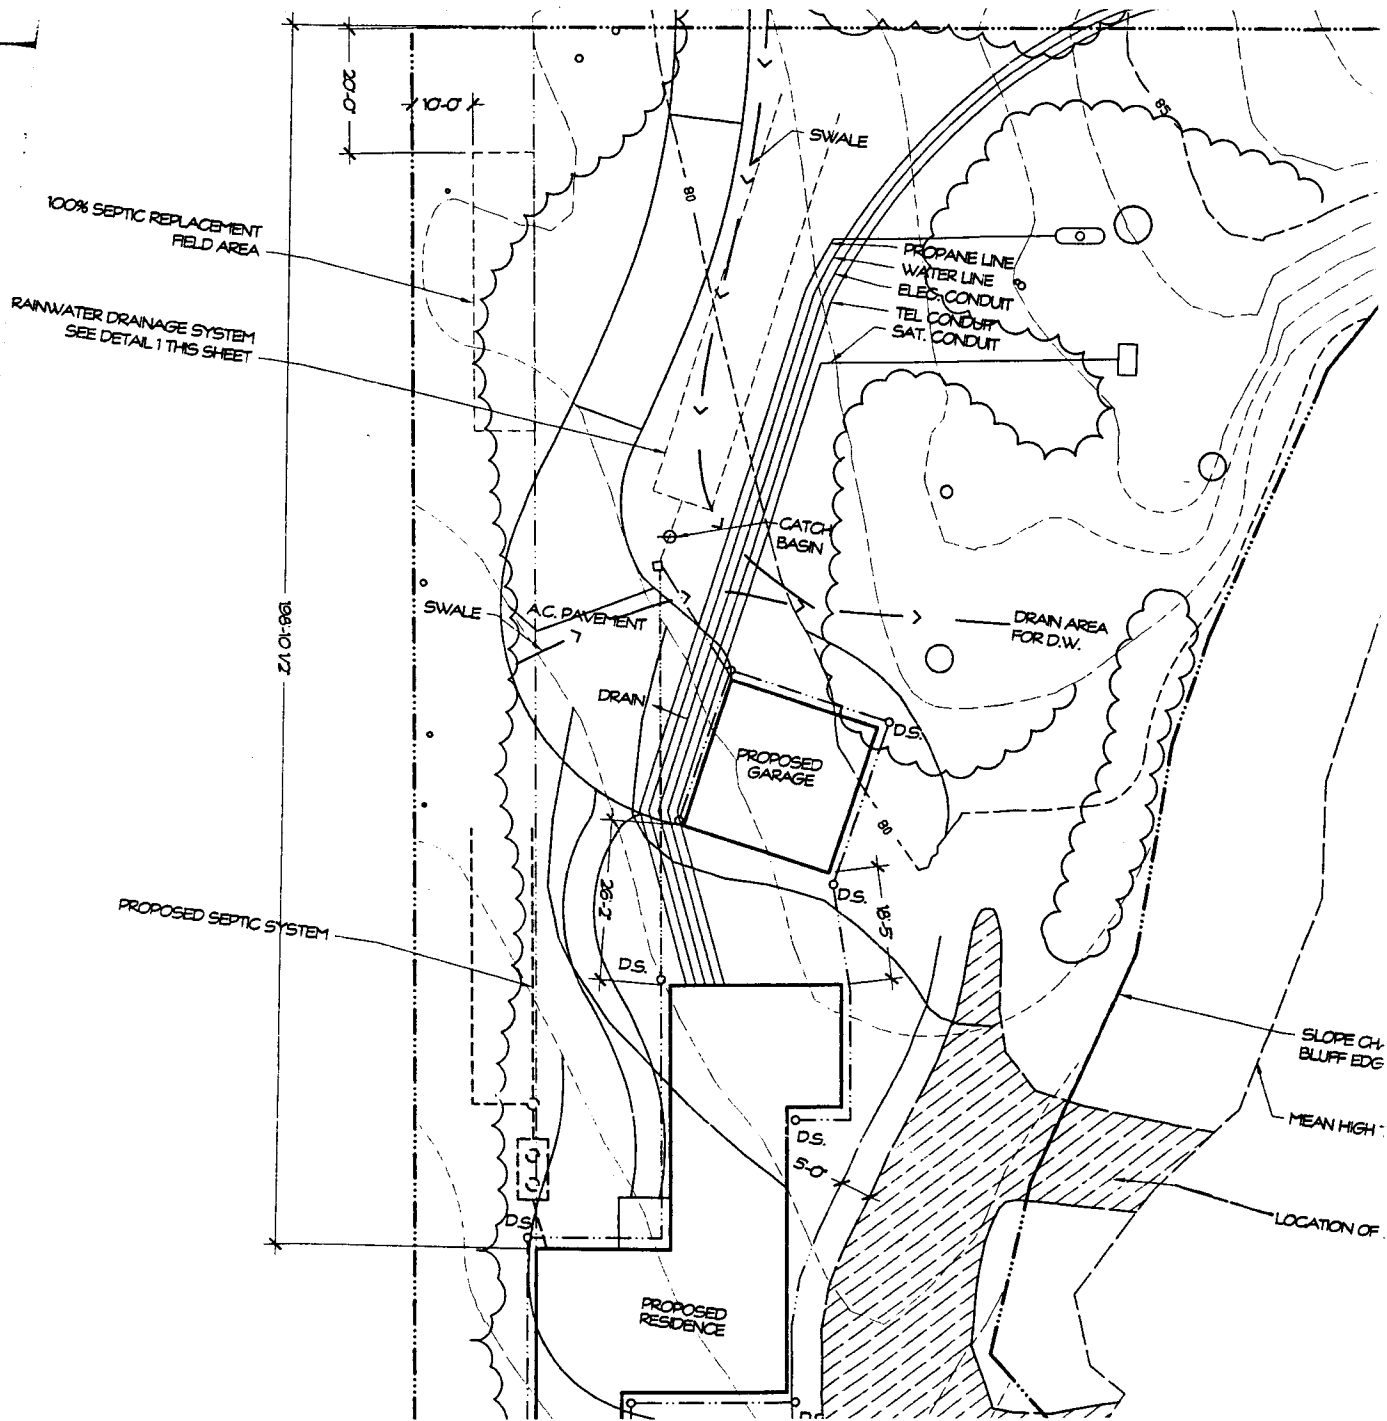 20'-0"
10'-0"
SWALE
85
80
100% SEPTIC REPLACEMENT
FIELD AREA
PROPANE LINE
WATER LINE
ELEC. CONDUIT
TEL CONDUIT
SAT. CONDUIT
RAINWATER DRAINAGE SYSTEM
SEE DETAIL 1 THIS SHEET
CATCH
BASIN
SWALE
A.C. PAVEMENT
DRAIN AREA
FOR D.W.
196'-10 1/2
DRAIN
D.S.
PROPOSED
GARAGE
80
26'-2"
D.S.
18'-5"
PROPOSED SEPTIC SYSTEM
D.S.
SLOPE CH
BLUFF EDG
MEAN HIGH
D.S.
5'-0"
D.S.
LOCATION OF
PROPOSED
RESIDENCE
D.S.